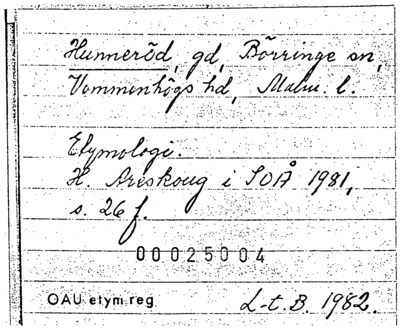 Hunneröd, gd, Börringe sn,
Vemmenhögs hd, Malm. l.
Etymologi.
H. Areskoug i SOÅ 1981,
s. 26 f.
00025004
OAU etym.reg. L-t. B. 1982.